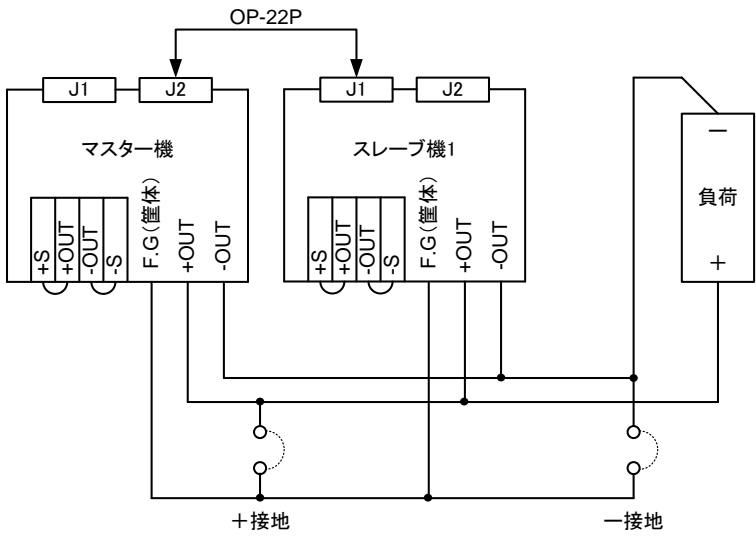 OP-22P
J1
J2
J1
J2
マスター機
スレーブ機1
－
負荷
＋
+S
+OUT
-OUT
-S
F.G（筐体）
+OUT
-OUT
+S
+OUT
-OUT
-S
F.G（筐体）
+OUT
-OUT
＋接地
－接地